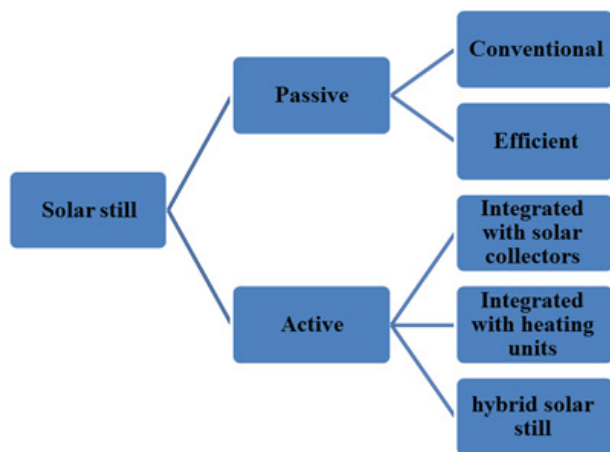 Conventional
Passive
Efficient
Solar still
Integrated
with solar
collectors
Active
Integrated
with heating
units
hybrid solar
still